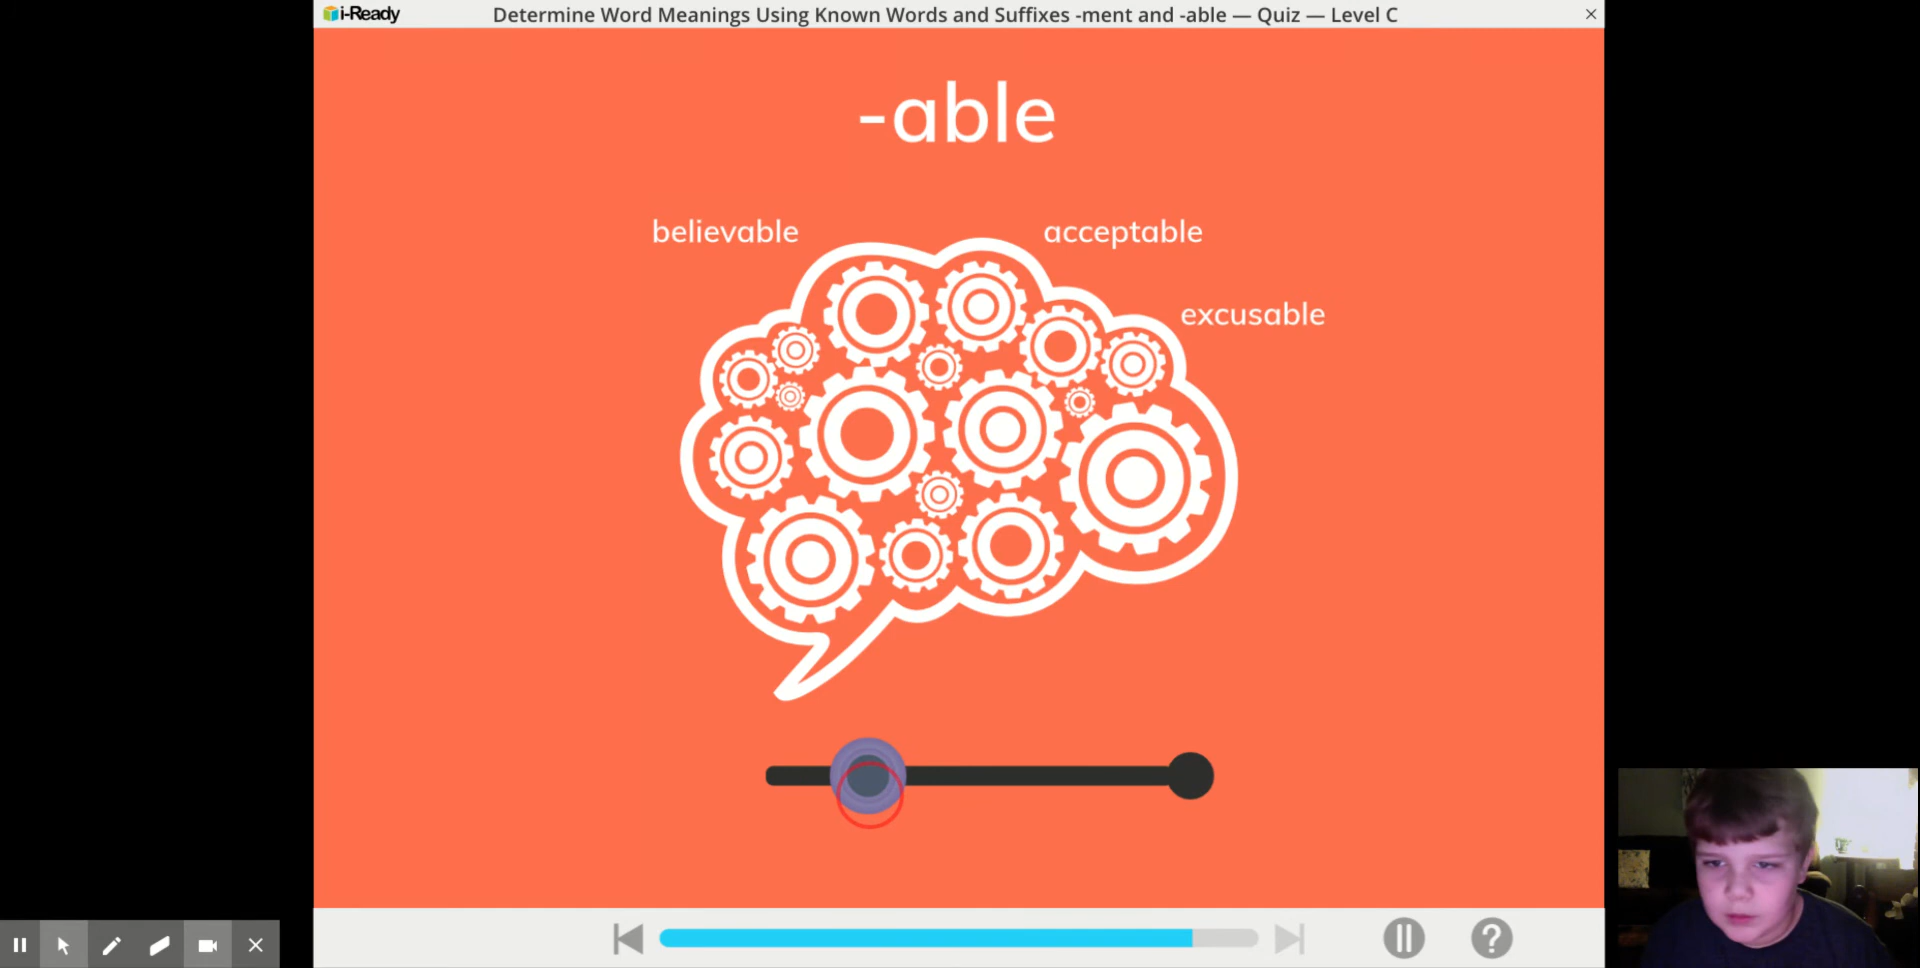 i-Ready
Determine Word Meanings Using Known Words and Suffixes -ment and -able — Quiz — Level C
-able
believable
acceptable
excusable
?